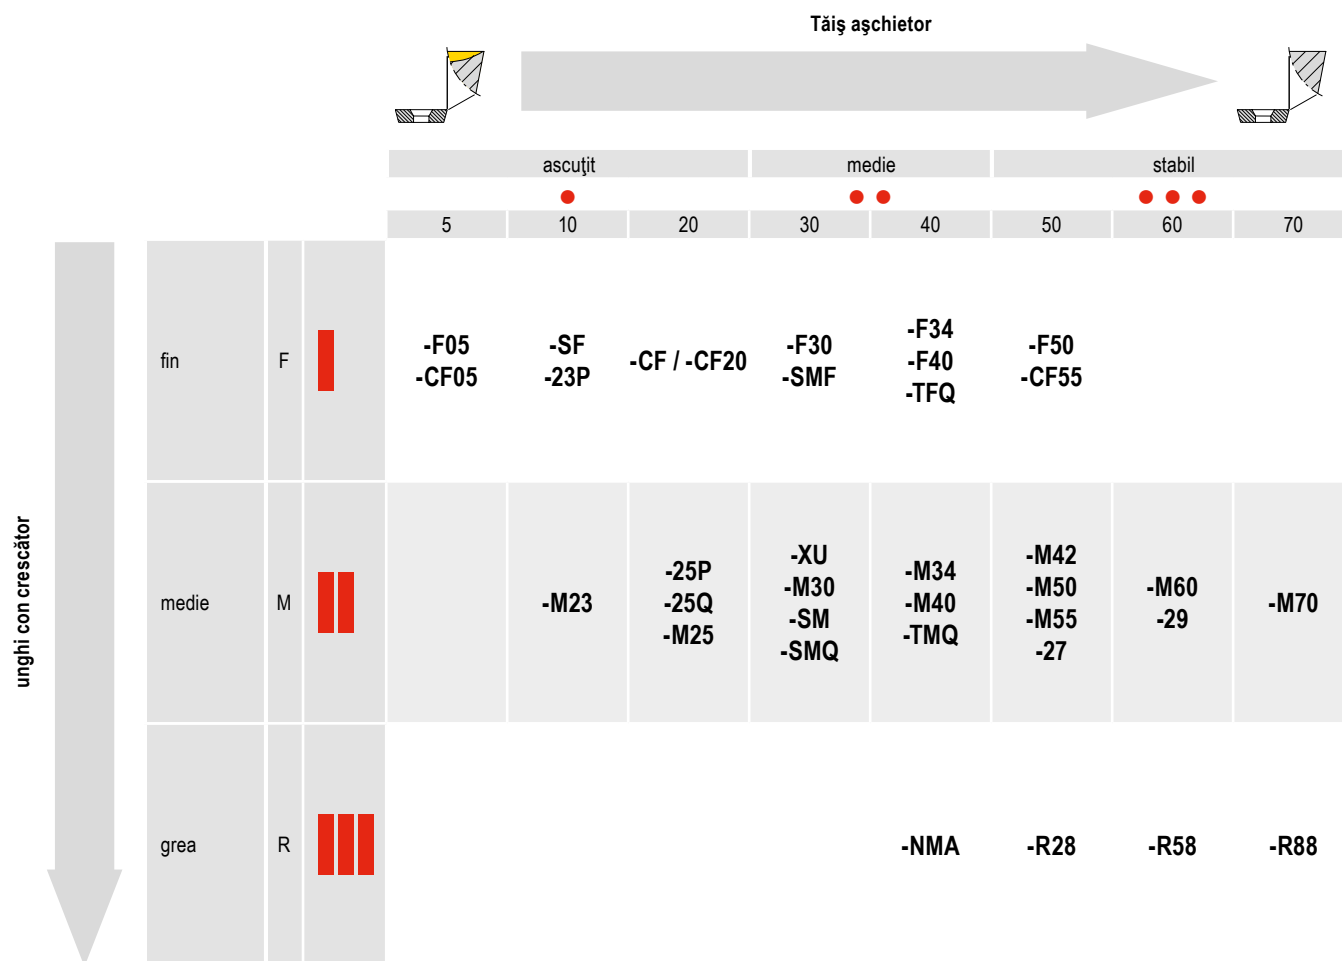 Tăiş aşchietor
ascuţit medie stabil
5 10 20 30 40 50 60 70
unghi con crescător
fin F
-F05
-CF05
-SF
-23P
-CF / -CF20
-F30
-SMF
-F34
-F40
-TFQ
-F50
-CF55
medie M
-M23
-25P
-25Q
-M25
-XU
-M30
-SM
-SMQ
-M34
-M40
-TMQ
-M42
-M50
-M55
-27
-M60
-29
-M70
grea R
-NMA
-R28
-R58
-R88